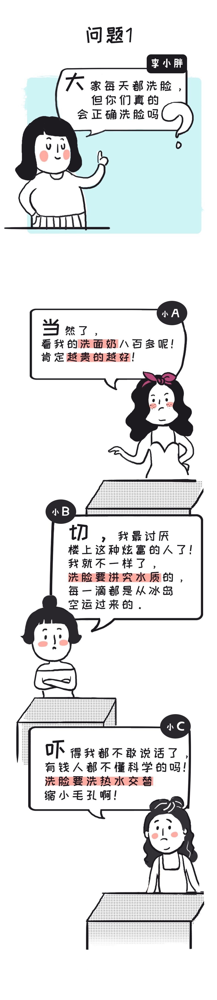 问题1
李小胖
大家每天都洗脸，
但你们真的
会正确洗脸吗?
小A
当然了，
看我的洗面奶八百多呢!
肯定越贵的越好!
小B
切，我最讨厌
楼上这种炫富的人了!
我就不一样了，
洗脸要讲究水质的，
每一滴都是从冰岛
空运过来的.
小C
吓得我都不敢说话了，
有钱人都不懂科学的吗!
洗脸要洗热水交替
缩小毛孔啊!